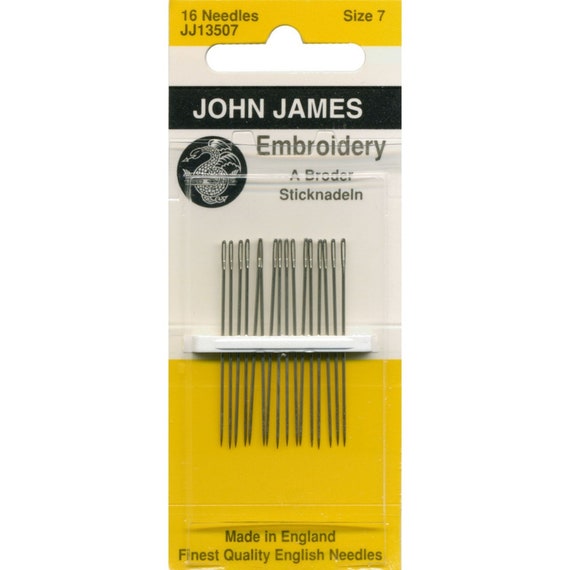 16 Needles Size 7
JJ13507
JOHN JAMES
Embroidery
A Broder
Sticknadeln
Made in England
Finest Quality English Needles